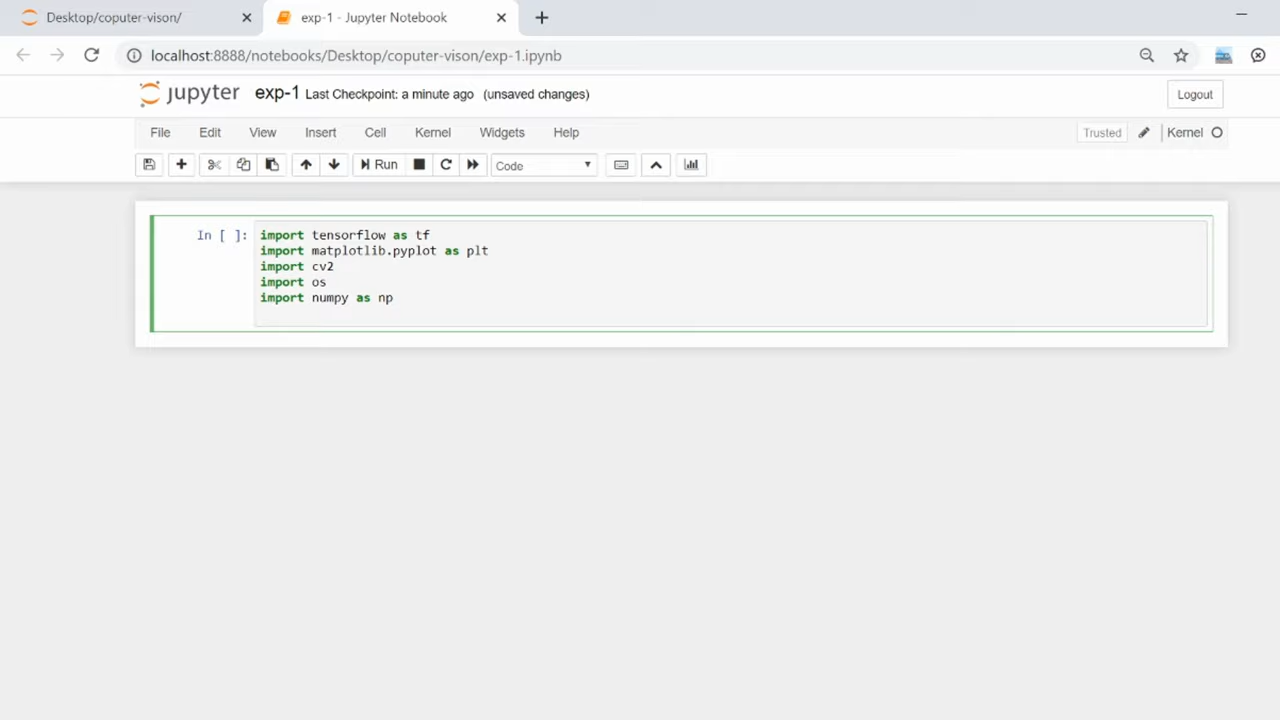 Desktop/coputer-vison/
exp-1 - Jupyter Notebook
localhost:8888/notebooks/Desktop/coputer-vison/exp-1.ipynb
jupyter exp-1 Last Checkpoint: a minute ago (unsaved changes)
Logout
File Edit View Insert Cell Kernel Widgets Help
Trusted
Kernel
Run
Code
In [ ]:
import tensorflow as tf
import matplotlib.pyplot as plt
import cv2
import os
import numpy as np